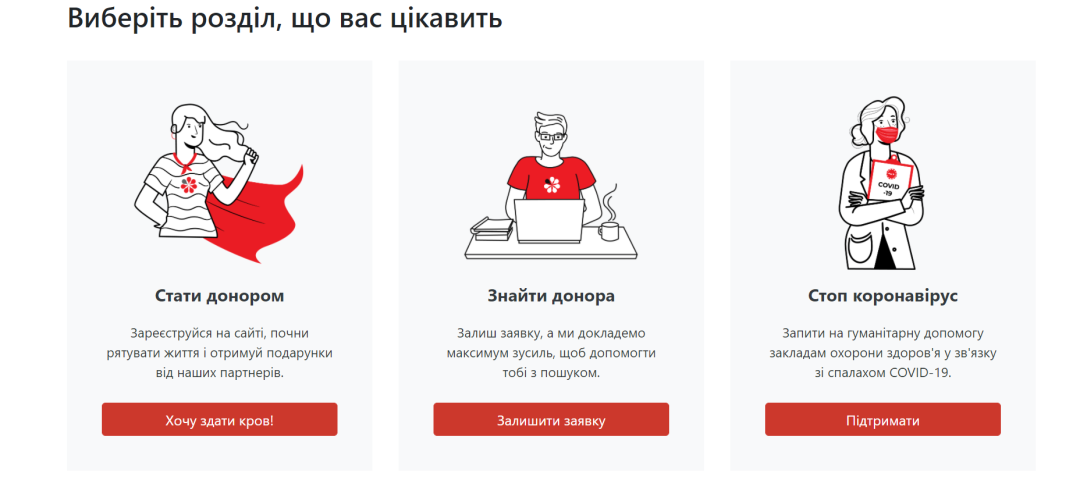 Виберіть розділ, що вас цікавить
COVID
-19
Стати донором
Знайти донора
Стоп коронавірус
Зареєструйся на сайті, почни
рятувати життя і отримуй подарунки
від наших партнерів.
Залиш заявку, а ми докладемо
максимум зусиль, щоб допомогти
тобі з пошуком.
Запити на гуманітарну допомогу
закладам охорони здоров'я у зв'язку
зі спалахом COVID-19.
Хочу здати кров!
Залишити заявку
Підтримати